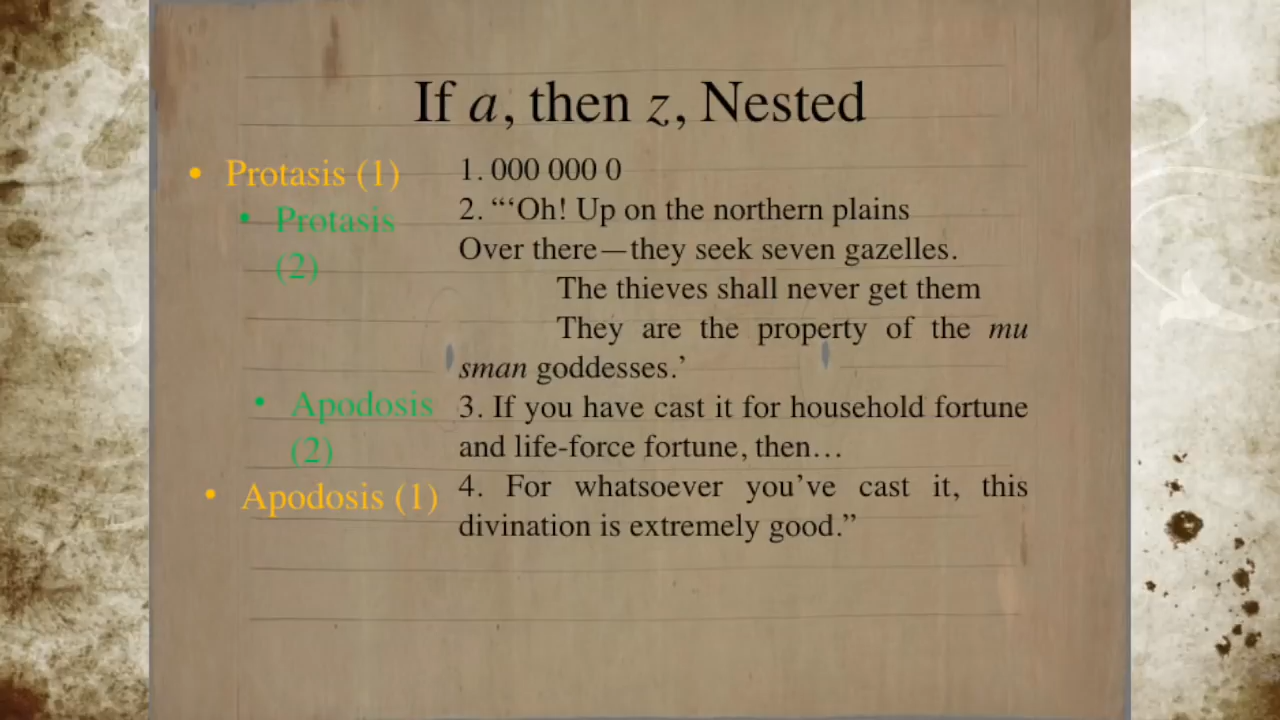 If a, then z, Nested
• Protasis (1)
• Protasis
(2)
• Apodosis
(2)
• Apodosis (1)
1. 000 000 0
2. “‘Oh! Up on the northern plains
Over there—they seek seven gazelles.
The thieves shall never get them
They are the property of the mu
sman goddesses.’
3. If you have cast it for household fortune
and life-force fortune, then…
4. For whatsoever you’ve cast it, this
divination is extremely good.”